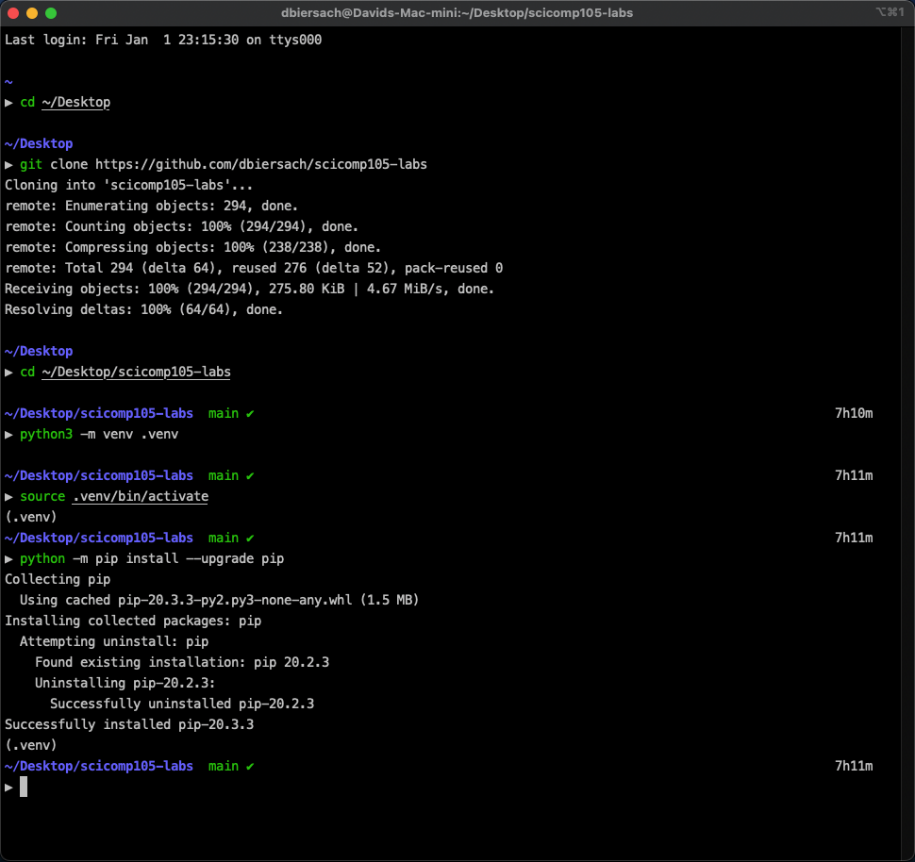 dbiersach@Davids-Mac-mini:~/Desktop/scicomp105-labs ⌥⌘1
Last login: Fri Jan  1 23:15:30 on ttys000
~
▶ cd ~/Desktop
~/Desktop
▶ git clone https://github.com/dbiersach/scicomp105-labs
Cloning into 'scicomp105-labs'...
remote: Enumerating objects: 294, done.
remote: Counting objects: 100% (294/294), done.
remote: Compressing objects: 100% (238/238), done.
remote: Total 294 (delta 64), reused 276 (delta 52), pack-reused 0
Receiving objects: 100% (294/294), 275.80 KiB | 4.67 MiB/s, done.
Resolving deltas: 100% (64/64), done.
~/Desktop
▶ cd ~/Desktop/scicomp105-labs
~/Desktop/scicomp105-labs  main ✔ 7h10m
▶ python3 -m venv .venv
~/Desktop/scicomp105-labs  main ✔ 7h11m
▶ source .venv/bin/activate
(.venv)
~/Desktop/scicomp105-labs  main ✔ 7h11m
▶ python -m pip install --upgrade pip
Collecting pip
  Using cached pip-20.3.3-py2.py3-none-any.whl (1.5 MB)
Installing collected packages: pip
  Attempting uninstall: pip
    Found existing installation: pip 20.2.3
    Uninstalling pip-20.2.3:
      Successfully uninstalled pip-20.2.3
Successfully installed pip-20.3.3
(.venv)
~/Desktop/scicomp105-labs  main ✔ 7h11m
▶